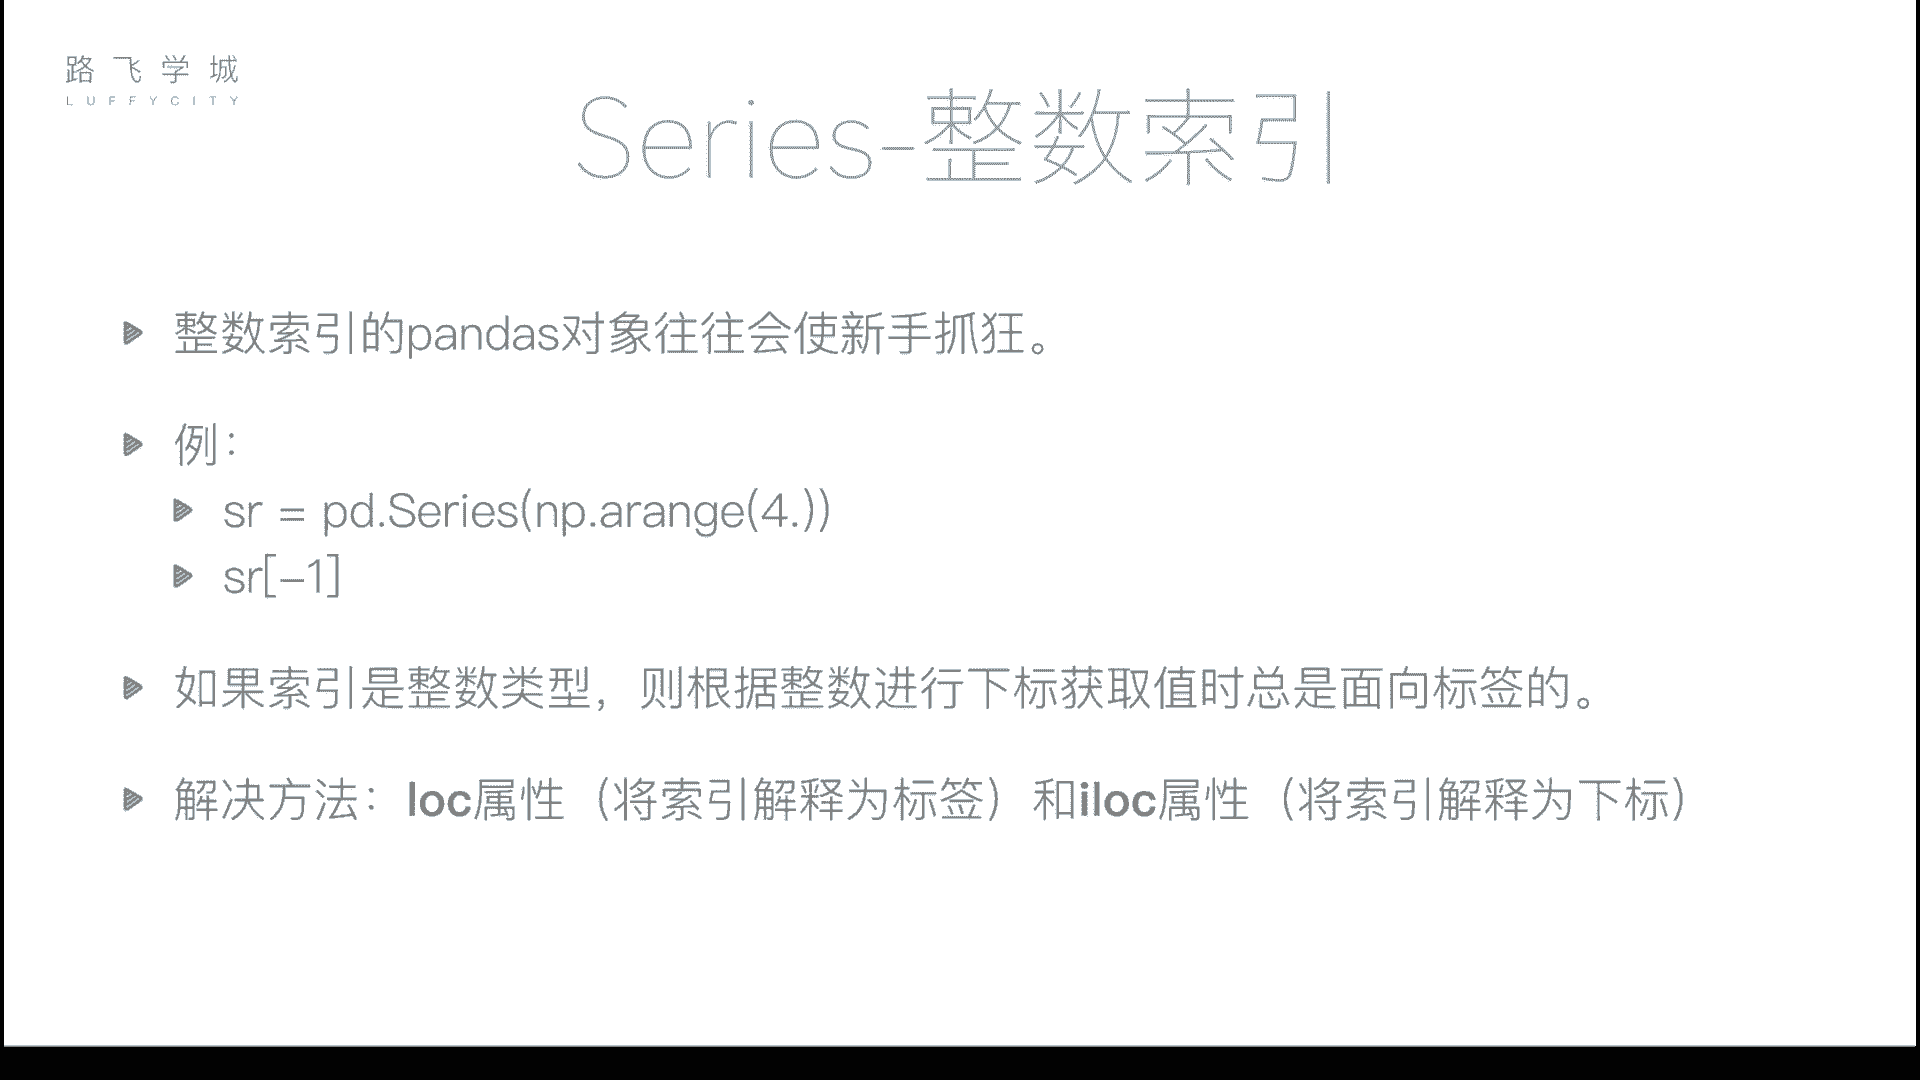 路飞学城
LUFFYCITY
Series-整数索引
整数索引的pandas对象往往会使新手抓狂。
例：
sr = pd.Series(np.arange(4.))
sr[-1]
如果索引是整数类型，则根据整数进行下标获取值时总是面向标签的。
解决方法：loc属性（将索引解释为标签）和iloc属性（将索引解释为下标）